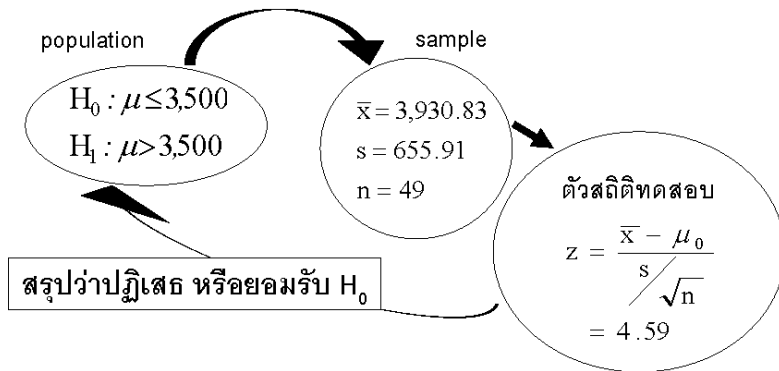 population
H₀ : μ≤3,500
H₁ : μ>3,500
sample
x̄ = 3,930.83
s = 655.91
n = 49
ตัวสถิติทดสอบ
z = (x̄ − μ₀) / (s/√n)
= 4.59
สรุปว่าปฏิเสธ หรือยอมรับ H₀